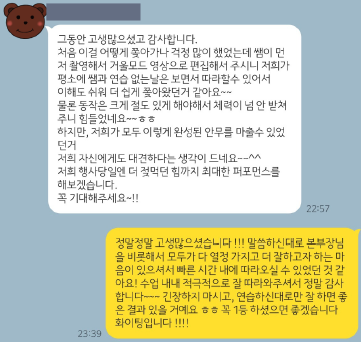 그동안 고생많으셨고 감사합니다.
처음 이걸 어떻게 쫓아가나 걱정 많이 했었는데 쌤이 먼
저 촬영해서 거울모드 영상으로 편집해서 주시니 저희가
평소에 쌤과 연습 없는날은 보면서 따라할수 있어서
이해도 쉬워 더 쉽게 쫓아왔던거 같아요~~
물론 동작은 크게 절도 있게 해야해서 체력이 넘 안 받쳐
주니 힘들었네요~~ㅎㅎ
하지만, 저희가 모두 이렇게 완성된 안무를 마출수 있었
던거
저희 자신에게도 대견하다는 생각이 드네요~~^^
저희 행사당일엔 더 젖먹던 힘까지 최대한 퍼포먼스를
해보겠습니다.
꼭 기대해주세요~!!
22:57
정말정말 고생많으셨습니다 !!! 말씀하신대로 본부장님
을 비롯해서 모두가 다 열정 가지고 더 잘하고자 하는 마
음이 있으셔서 빠른 시간 내에 따라오실 수 있었던 것 같
아요! 수업 내내 적극적으로 잘 따라와주셔서 정말 감사
합니다~~~ 긴장하지 마시고, 연습하신대로만 잘 하면 좋
은 결과 있을 거예요 ㅎㅎ 꼭 1등 하셨으면 좋겠습니다
화이팅입니다 !!!!
23:39